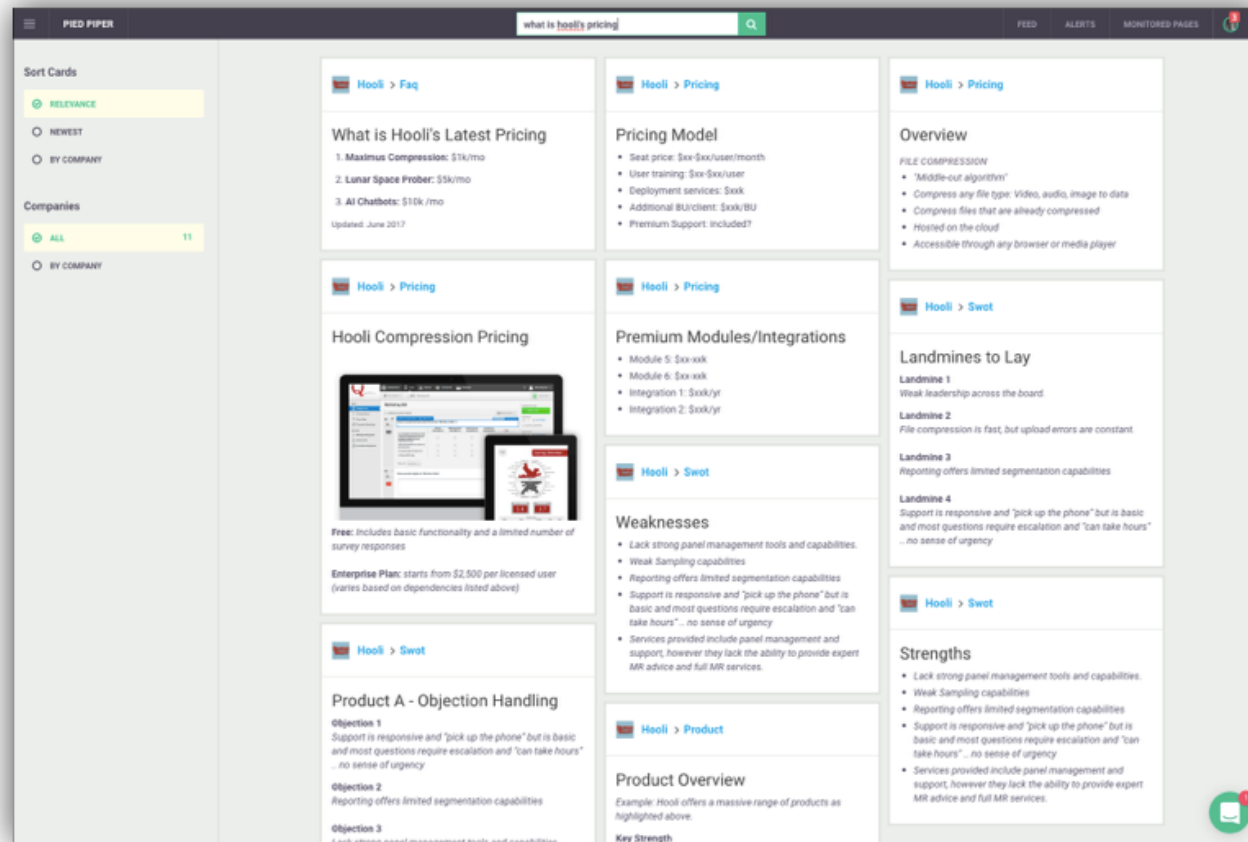 PIED PIPER
what is hooli's pricing
FEED
ALERTS
MONITORED PAGES
3
Sort Cards
RELEVANCE
NEWEST
BY COMPANY
Companies
ALL
11
BY COMPANY
Hooli > Faq
What is Hooli's Latest Pricing
1. Maximus Compression: $1k/mo
2. Lunar Space Prober: $5k/mo
3. AI Chatbots: $10k /mo
Updated: June 2017
Hooli > Pricing
Hooli Compression Pricing
Free: Includes basic functionality and a limited number of
survey responses
Enterprise Plan: starts from $2,500 per licensed user
(varies based on dependencies listed above)
Hooli > Swot
Product A - Objection Handling
Objection 1
Support is responsive and "pick up the phone" but is basic
and most questions require escalation and "can take hours"
.. no sense of urgency
Objection 2
Reporting offers limited segmentation capabilities
Objection 3
Lack strong panel management tools and capabilities
Hooli > Pricing
Pricing Model
• Seat price: $xx-$xx/user/month
• User training: $xx-$xx/user
• Deployment services: $xxk
• Additional BU/client: $xxk/BU
• Premium Support: included?
Hooli > Pricing
Premium Modules/Integrations
• Module 5: $xx-xxk
• Module 6: $xx-xxk
• Integration 1: $xxk/yr
• Integration 2: $xxk/yr
Hooli > Swot
Weaknesses
• Lack strong panel management tools and capabilities.
• Weak Sampling capabilities
• Reporting offers limited segmentation capabilities
• Support is responsive and "pick up the phone" but is
basic and most questions require escalation and "can
take hours" .. no sense of urgency
• Services provided include panel management and
support, however they lack the ability to provide expert
MR advice and full MR services.
Hooli > Product
Product Overview
Example: Hooli offers a massive range of products as
highlighted above.
Key Strength
Hooli > Pricing
Overview
FILE COMPRESSION
• "Middle-out algorithm"
• Compress any file type: Video, audio, image to data
• Compress files that are already compressed
• Hosted on the cloud
• Accessible through any browser or media player
Hooli > Swot
Landmines to Lay
Landmine 1
Weak leadership across the board.
Landmine 2
File compression is fast, but upload errors are constant.
Landmine 3
Reporting offers limited segmentation capabilities
Landmine 4
Support is responsive and "pick up the phone" but is basic
and most questions require escalation and "can take hours"
.. no sense of urgency
Hooli > Swot
Strengths
• Lack strong panel management tools and capabilities.
• Weak Sampling capabilities
• Reporting offers limited segmentation capabilities
• Support is responsive and "pick up the phone" but is
basic and most questions require escalation and "can
take hours" .. no sense of urgency
• Services provided include panel management and
support, however they lack the ability to provide expert
MR advice and full MR services.